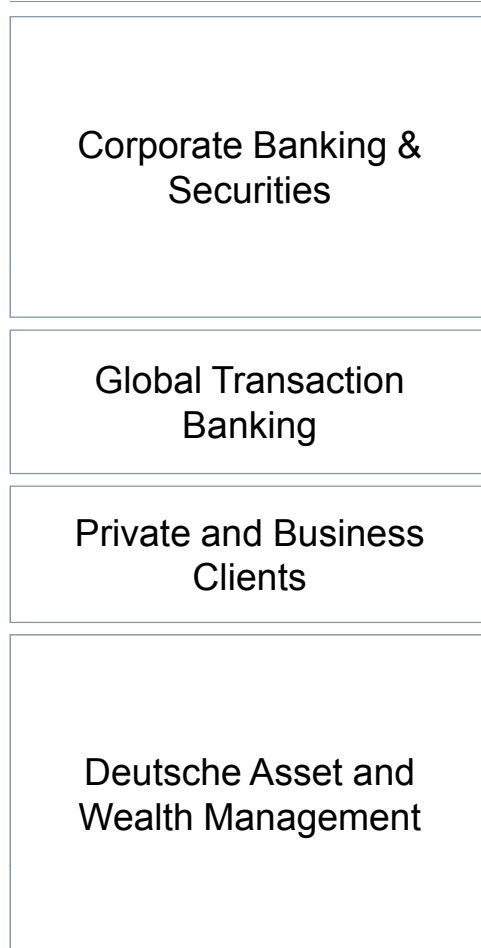 Corporate Banking &
Securities
Global Transaction
Banking
Private and Business
Clients
Deutsche Asset and
Wealth Management